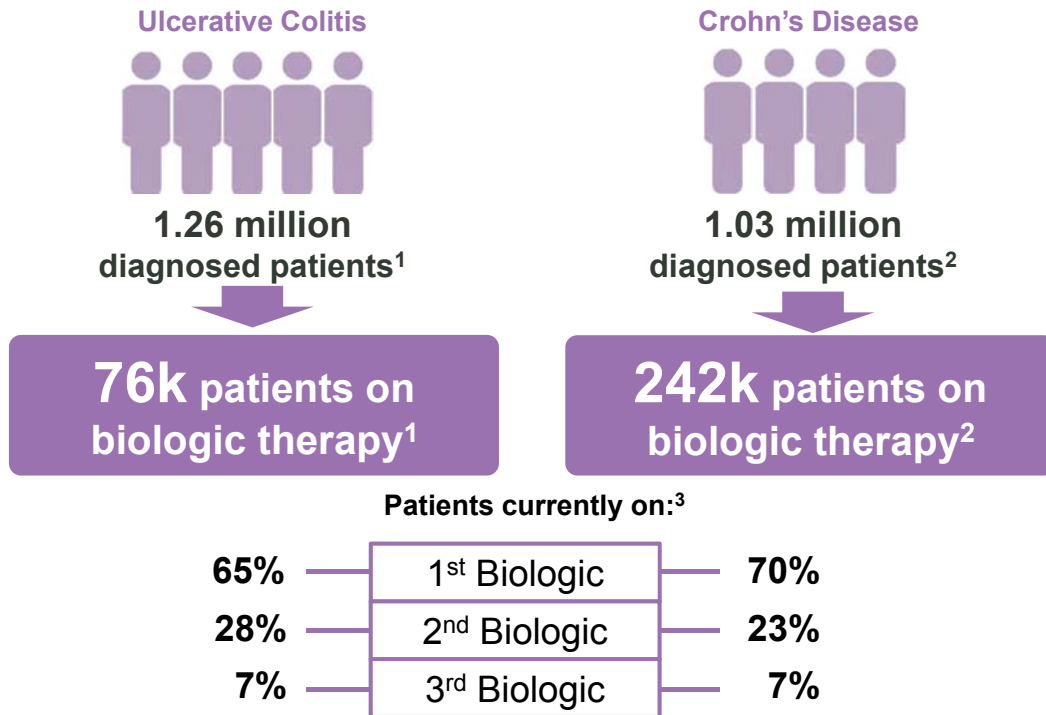 Ulcerative Colitis
1.26 million
diagnosed patients¹
76k patients on
biologic therapy¹
Crohn's Disease
1.03 million
diagnosed patients²
242k patients on
biologic therapy²
Patients currently on:³
65% 1st Biologic 70%
28% 2nd Biologic 23%
7% 3rd Biologic 7%